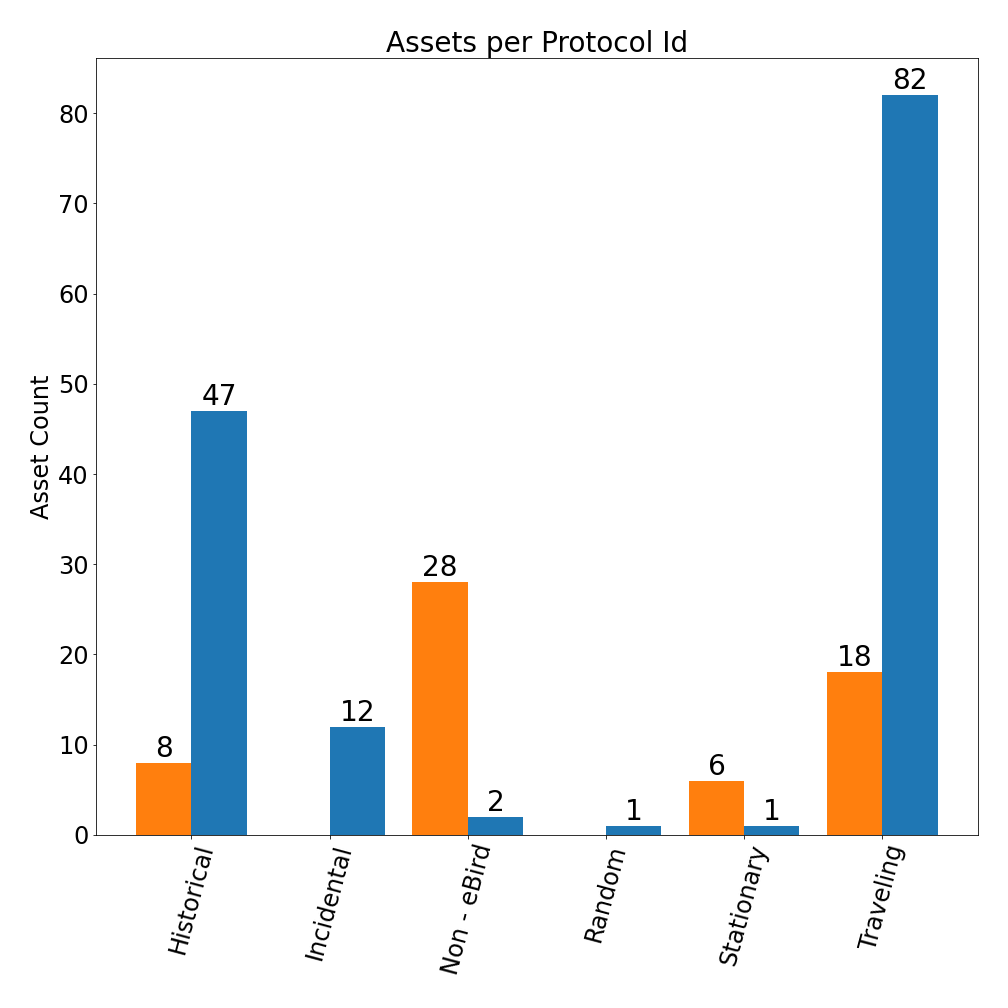 Assets per Protocol Id
Asset Count
80
70
60
50
40
30
20
10
0
8
47
12
28
2
1
6
1
18
82
Historical
Incidental
Non - eBird
Random
Stationary
Traveling